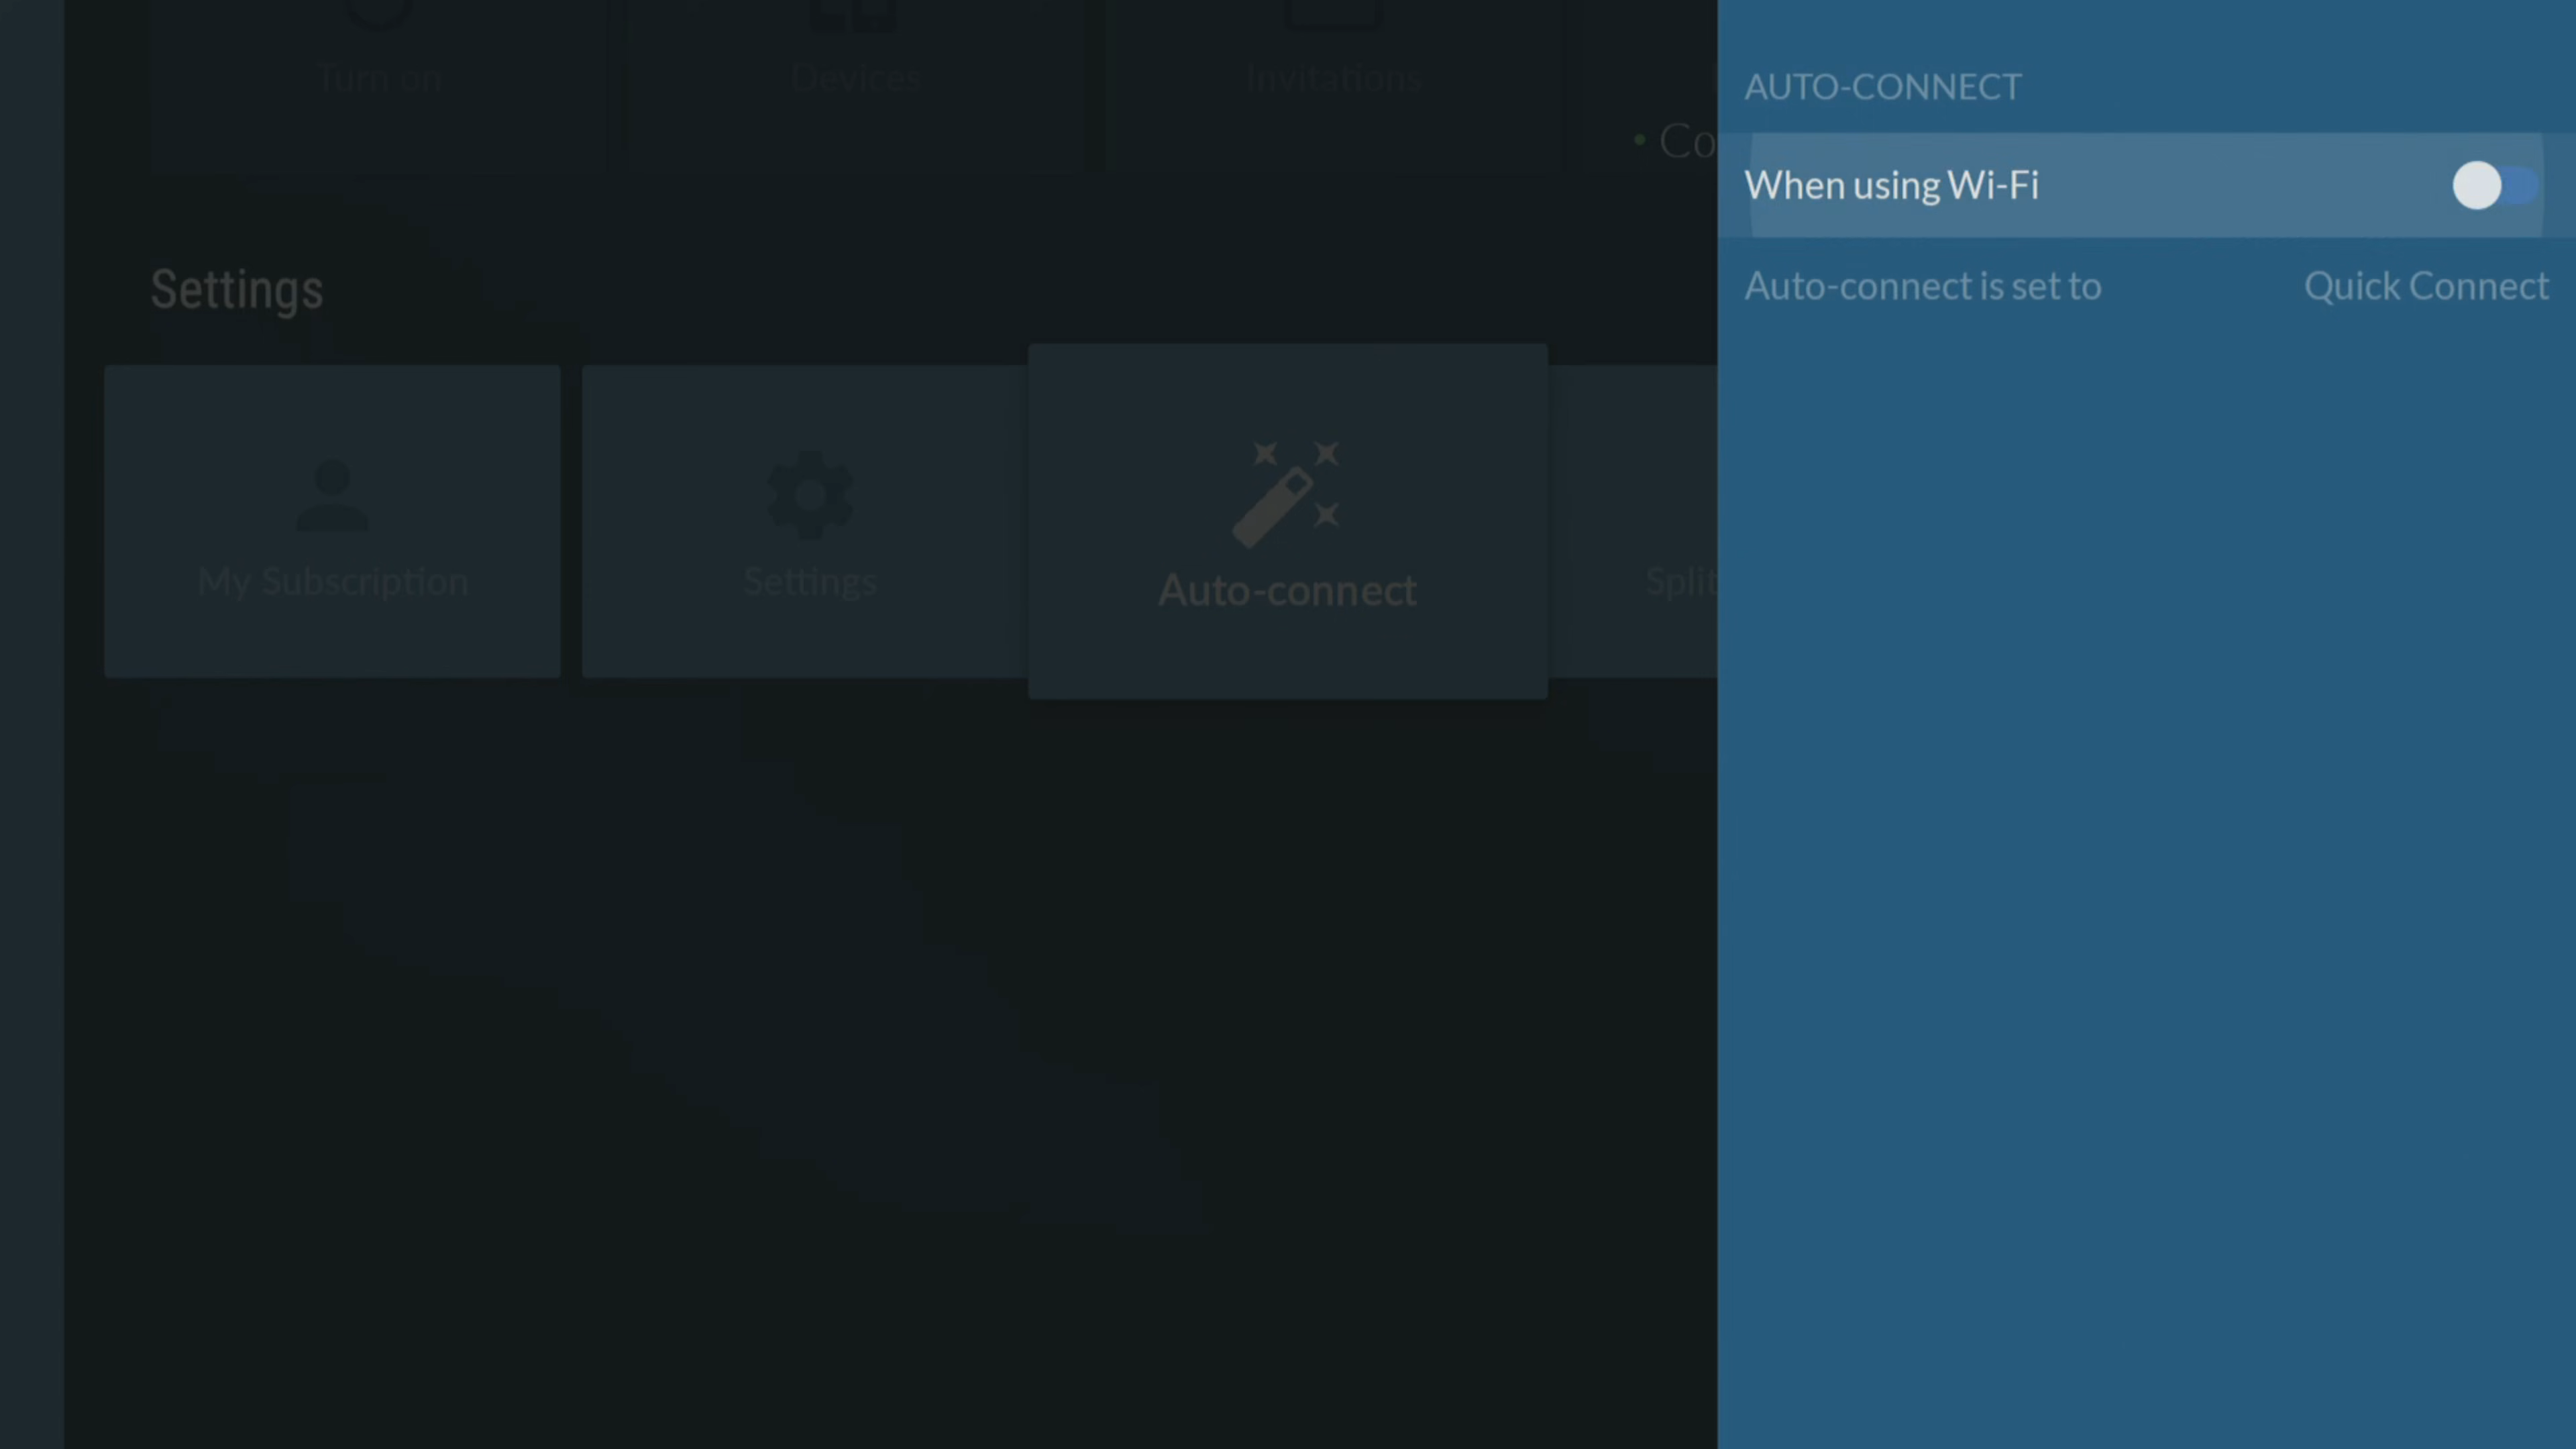 Turn on
Devices
Invitations
Settings
My Subscription
Settings
Auto-connect
Split
AUTO-CONNECT
When using Wi-Fi
Auto-connect is set to
Quick Connect